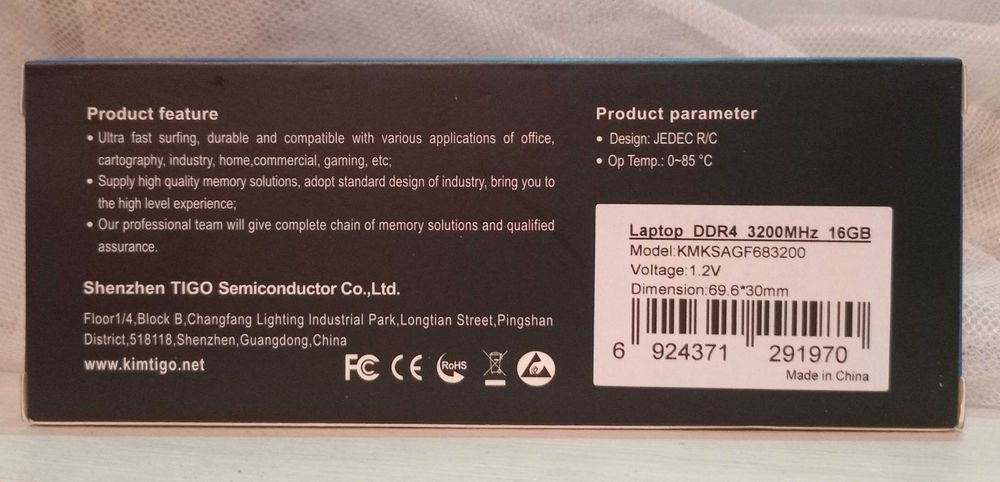 Product feature
• Ultra fast surfing, durable and compatible with various applications of office,
cartography, industry, home,commercial, gaming, etc;
• Supply high quality memory solutions, adopt standard design of industry, bring you to
the high level experience;
• Our professional team will give complete chain of memory solutions and qualified
assurance.
Shenzhen TIGO Semiconductor Co.,Ltd.
Floor1/4,Block B,Changfang Lighting Industrial Park,Longtian Street,Pingshan
District,518118,Shenzhen,Guangdong,China
www.kimtigo.net
FC CE RoHS
Product parameter
• Design: JEDEC R/C
• Op Temp.: 0~85 °C
Laptop DDR4 3200MHz 16GB
Model:KMKSAGF683200
Voltage:1.2V
Dimension:69.6*30mm
6 924371 291970
Made in China